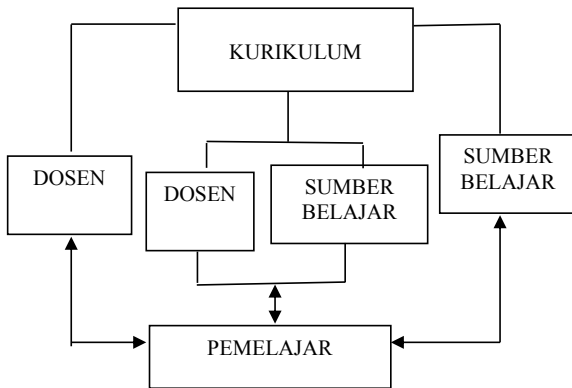 KURIKULUM
DOSEN
DOSEN
SUMBER
BELAJAR
SUMBER
BELAJAR
PEMELAJAR